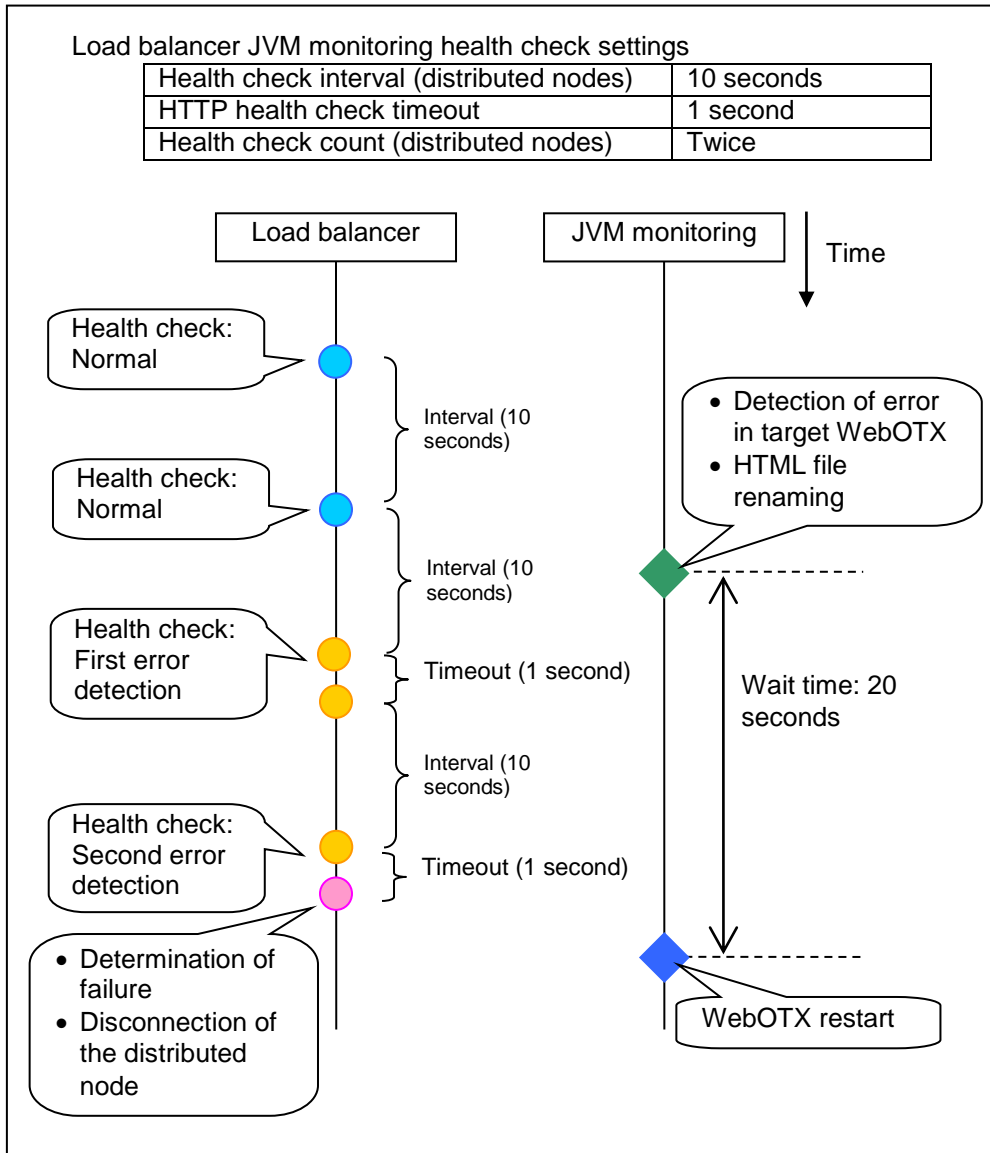 Load balancer JVM monitoring health check settings
Health check interval (distributed nodes) 10 seconds
HTTP health check timeout 1 second
Health check count (distributed nodes) Twice
Load balancer
JVM monitoring
Time
Health check:
Normal
Interval (10
seconds)
• Detection of error
in target WebOTX
• HTML file
renaming
Health check:
Normal
Interval (10
seconds)
Health check:
First error
detection
Timeout (1 second)
Wait time: 20
seconds
Interval (10
seconds)
Health check:
Second error
detection
Timeout (1 second)
• Determination of
failure
• Disconnection of
the distributed
node
WebOTX restart